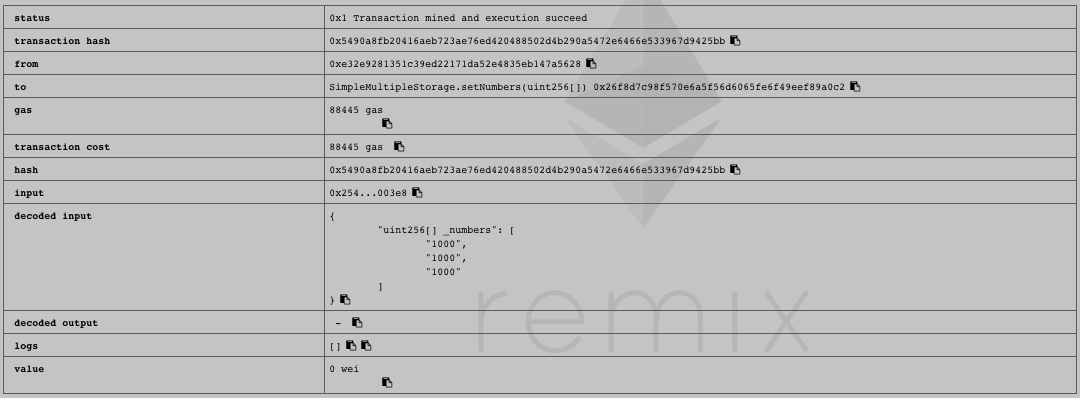 status 0x1 Transaction mined and execution succeed
transaction hash 0x5490a8fb20416aeb723ae76ed420488502d4b290a5472e6466e533967d9425bb
from 0xe32e9281351c39ed22171da52e4835eb147a5628
to SimpleMultipleStorage.setNumbers(uint256[]) 0x26f8d7c98f570e6a5f56d6065fe6f49eef89a0c2
gas 88445 gas
transaction cost 88445 gas
hash 0x5490a8fb20416aeb723ae76ed420488502d4b290a5472e6466e533967d9425bb
input 0x254...003e8
decoded input {
"uint256[] _numbers": [
"1000",
"1000",
"1000"
]
}
decoded output -
logs []
value 0 wei
remix